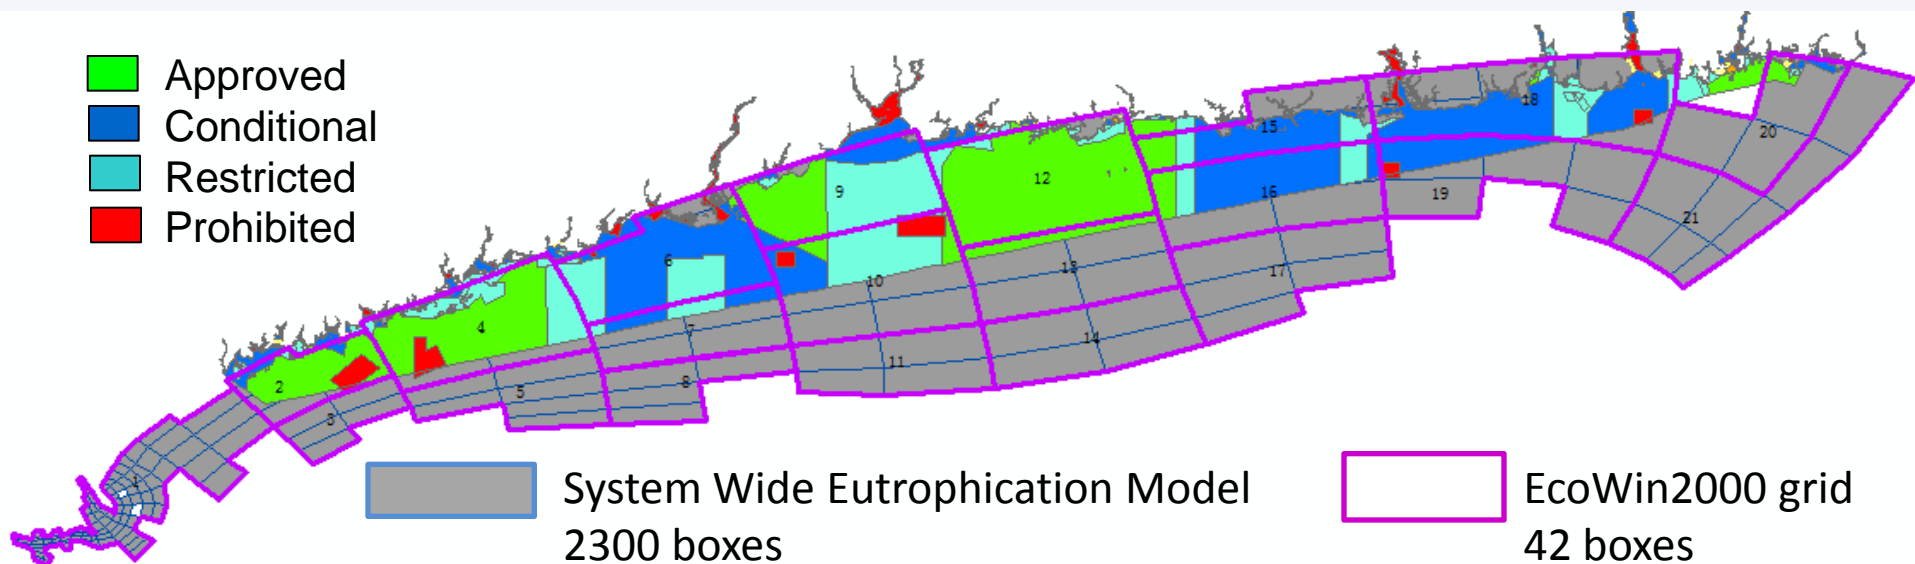 Approved
Conditional
Restricted
Prohibited
1
2
3
4
5
6
7
8
9
10
11
12
13
14
15
16
17
18
19
20
21
System Wide Eutrophication Model
2300 boxes
EcoWin2000 grid
42 boxes